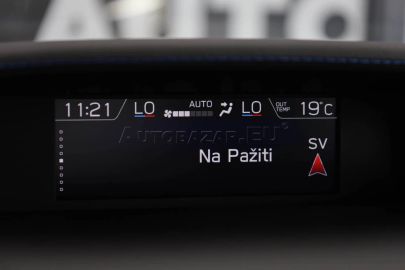 11:21 LO AUTO LO OUT TEMP 19°C
AUTOBAZAR.EU
SV
Na Pažiti